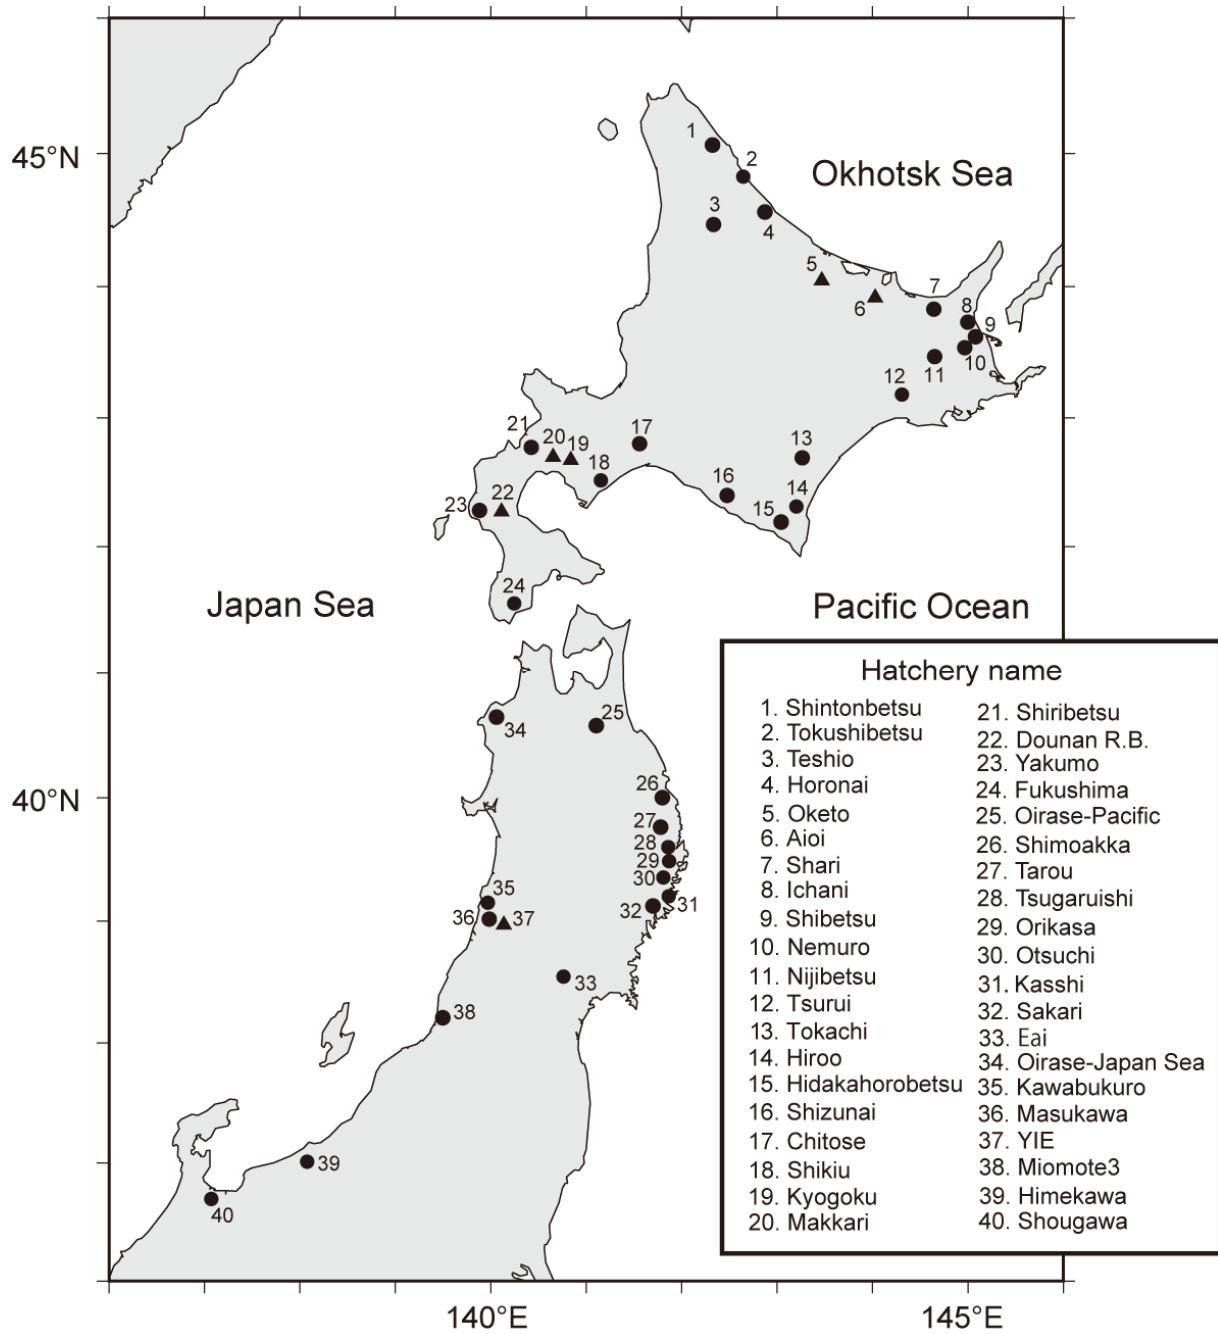 45°N
40°N
140°E
145°E
Okhotsk Sea
Japan Sea
Pacific Ocean
1
2
3
4
5
6
7
8
9
10
11
12
13
14
15
16
17
18
19
20
21
22
23
24
25
26
27
28
29
30
31
32
33
34
35
36
37
38
39
40
Hatchery name
1. Shintonbetsu
2. Tokushibetsu
3. Teshio
4. Horonai
5. Oketo
6. Aioi
7. Shari
8. Ichani
9. Shibetsu
10. Nemuro
11. Nijibetsu
12. Tsurui
13. Tokachi
14. Hiroo
15. Hidakahorobetsu
16. Shizunai
17. Chitose
18. Shikiu
19. Kyogoku
20. Makkari
21. Shiribetsu
22. Dounan R.B.
23. Yakumo
24. Fukushima
25. Oirase-Pacific
26. Shimoakka
27. Tarou
28. Tsugaruishi
29. Orikasa
30. Otsuchi
31. Kasshi
32. Sakari
33. Eai
34. Oirase-Japan Sea
35. Kawabukuro
36. Masukawa
37. YIE
38. Miomote3
39. Himekawa
40. Shougawa